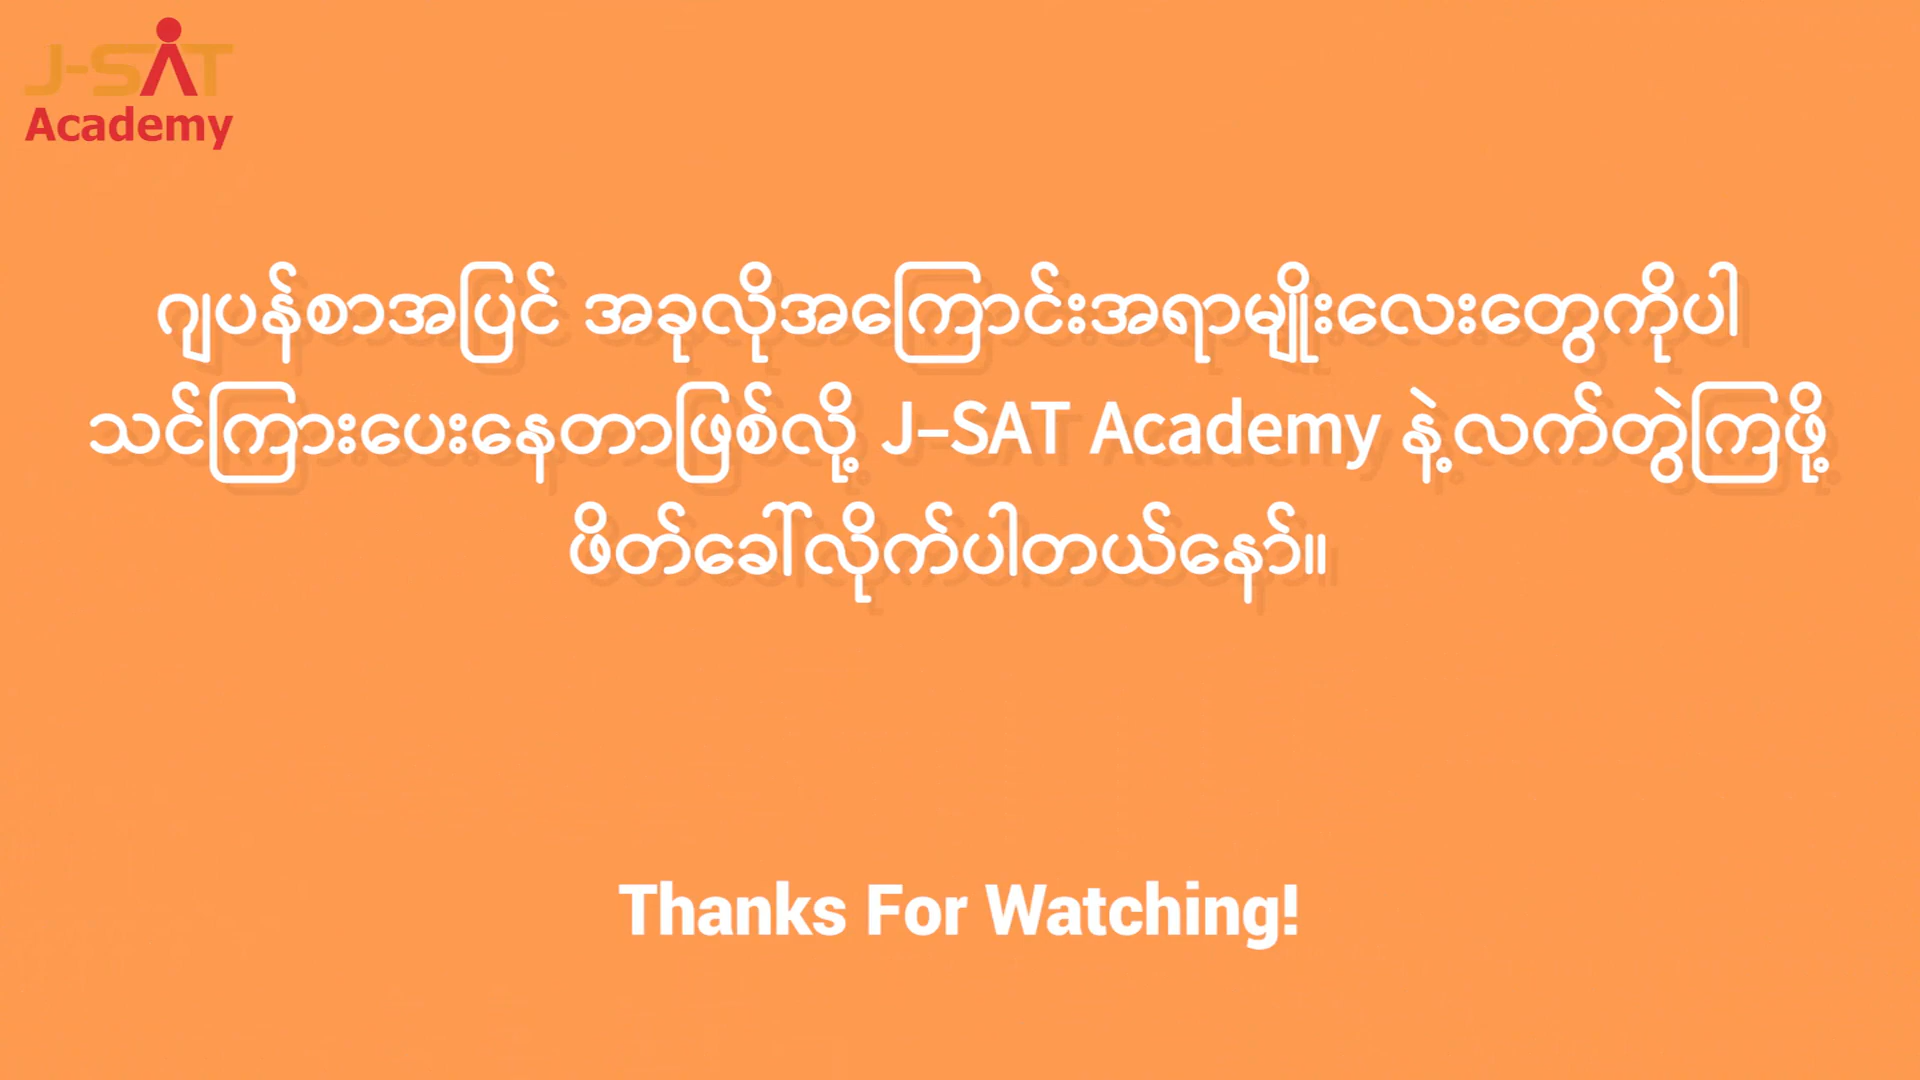 J-SAT
Academy
ဂျပန်စာအပြင် အခုလိုအကြောင်းအရာမျိုးလေးတွေကိုပါ
သင်ကြားပေးနေတာဖြစ်လို့ J-SAT Academy နဲ့လက်တွဲကြဖို့
ဖိတ်ခေါ်လိုက်ပါတယ်နော်။
Thanks For Watching!